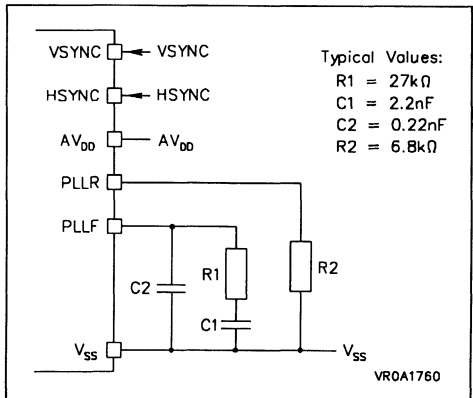 VSYNC
VSYNC
HSYNC
HSYNC
AVDD
AVDD
PLLR
PLLF
VSS
VSS
C2
R1
C1
R2
Typical Values:
R1 = 27kΩ
C1 = 2.2nF
C2 = 0.22nF
R2 = 6.8kΩ
VR0A1760